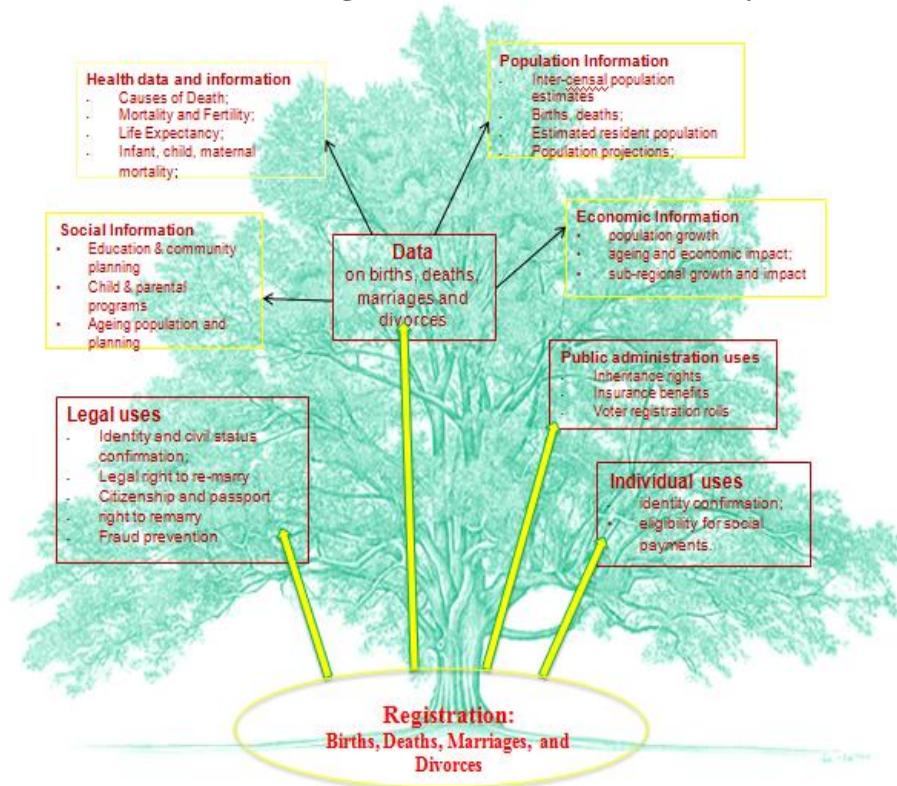 Health data and information
. Causes of Death;
. Mortality and Fertility;
. Life Expectancy;
. Infant, child, maternal
mortality;
Population Information
. Inter-censal population
estimates
. Births, deaths;
. Estimated resident population
. Population projections;
Social Information
• Education & community
planning
• Child & parental
programs
• Ageing population and
planning
Data
on births, deaths,
marriages and
divorces
Economic Information
• population growth
• ageing and economic impact;
• sub-regional growth and impact
Public administration uses
. Inheritance rights
. Insurance benefits
. Voter registration rolls
Legal uses
. Identity and civil status
confirmation;
. Legal right to re-marry
. Citizenship and passport
. right to remarry
. Fraud prevention
Individual uses
• identity confirmation;
• eligibility for social
payments.
Registration:
Births, Deaths, Marriages, and
Divorces